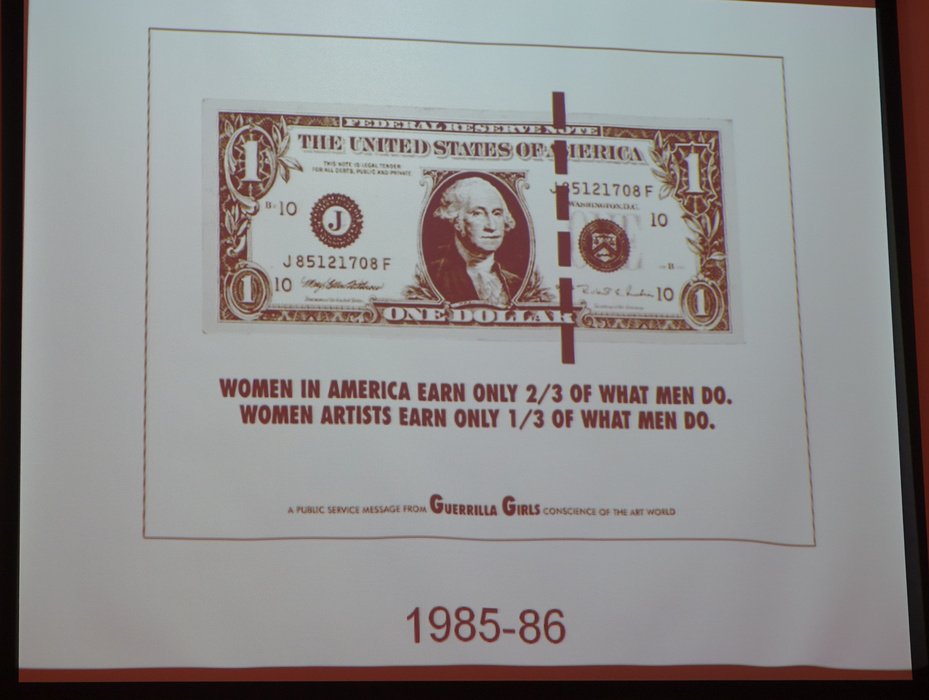 FEDERAL RESERVE NOTE
THE UNITED STATES OF AMERICA
THIS NOTE IS LEGAL TENDER
FOR ALL DEBTS, PUBLIC AND PRIVATE
1
1
J85121708F
WASHINGTON, D.C.
B- 10
J
ONE
10
J85121708F
B
10
10
1
1
ONE DOLLAR
WOMEN IN AMERICA EARN ONLY 2/3 OF WHAT MEN DO.
WOMEN ARTISTS EARN ONLY 1/3 OF WHAT MEN DO.
A PUBLIC SERVICE MESSAGE FROM GUERRILLA GIRLS CONSCIENCE OF THE ART WORLD
1985-86